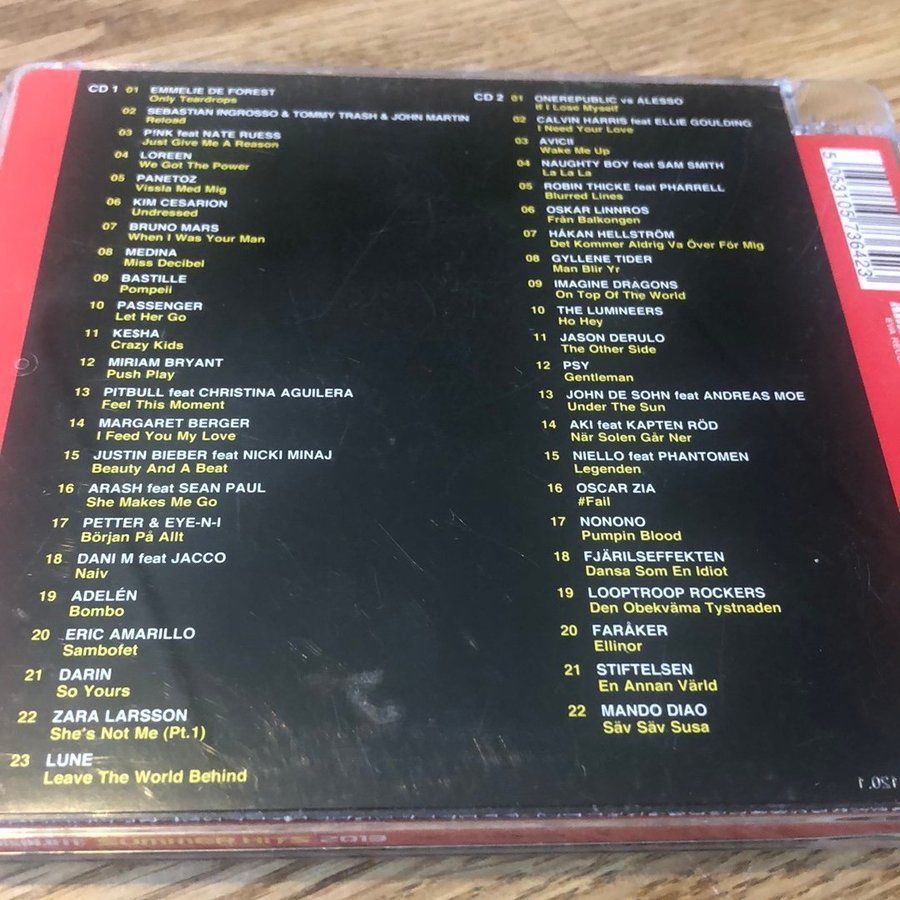 CD 1 01 EMMELIE DE FOREST
Only Teardrops
02 SEBASTIAN INGROSSO & TOMMY TRASH & JOHN MARTIN
Reload
03 P!NK feat NATE RUESS
Just Give Me A Reason
04 LOREEN
We Got The Power
05 PANETOZ
Vissla Med Mig
06 KIM CESARION
Undressed
07 BRUNO MARS
When I Was Your Man
08 MEDINA
Miss Decibel
09 BASTILLE
Pompeii
10 PASSENGER
Let Her Go
11 KE$HA
Crazy Kids
12 MIRIAM BRYANT
Push Play
13 PITBULL feat CHRISTINA AGUILERA
Feel This Moment
14 MARGARET BERGER
I Feed You My Love
15 JUSTIN BIEBER feat NICKI MINAJ
Beauty And A Beat
16 ARASH feat SEAN PAUL
She Makes Me Go
17 PETTER & EYE-N-I
Början På Allt
18 DANI M feat JACCO
Naiv
19 ADELÉN
Bombo
20 ERIC AMARILLO
Sambofet
21 DARIN
So Yours
22 ZARA LARSSON
She's Not Me (Pt.1)
23 LUNE
Leave The World Behind
CD 2 01 ONEREPUBLIC vs ALESSO
If I Lose Myself
02 CALVIN HARRIS feat ELLIE GOULDING
I Need Your Love
03 AVICII
Wake Me Up
04 NAUGHTY BOY feat SAM SMITH
La La La
05 ROBIN THICKE feat PHARRELL
Blurred Lines
06 OSKAR LINNROS
Från Balkongen
07 HÅKAN HELLSTRÖM
Det Kommer Aldrig Va Över För Mig
08 GYLLENE TIDER
Man Blir Yr
09 IMAGINE DRAGONS
On Top Of The World
10 THE LUMINEERS
Ho Hey
11 JASON DERULO
The Other Side
12 PSY
Gentleman
13 JOHN DE SOHN feat ANDREAS MOE
Under The Sun
14 AKI feat KAPTEN RÖD
När Solen Går Ner
15 NIELLO feat PHANTOMEN
Legenden
16 OSCAR ZIA
#Fail
17 NONONO
Pumpin Blood
18 FJÄRILSEFFEKTEN
Dansa Som En Idiot
19 LOOPTROOP ROCKERS
Den Obekväma Tystnaden
20 FARÅKER
Ellinor
21 STIFTELSEN
En Annan Värld
22 MANDO DIAO
Säv Säv Susa
5 053105 736423